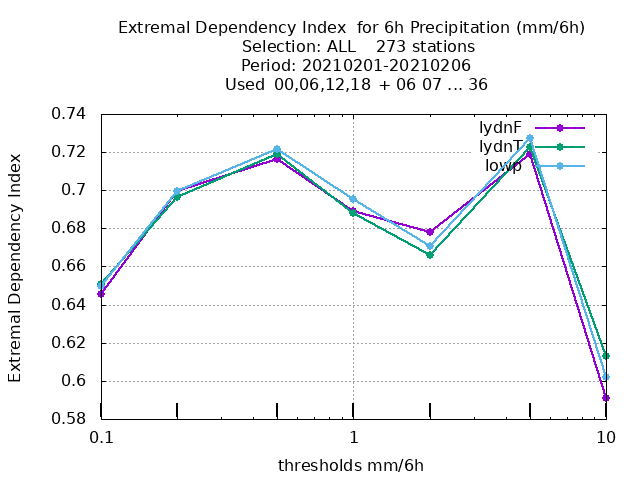 Extremal Dependency Index  for 6h Precipitation (mm/6h)
Selection: ALL    273 stations
Period: 20210201-20210206
Used  00,06,12,18  + 06 07 ... 36
lydnF
lydnT
lowp
Extremal Dependency Index
0.74
0.72
0.7
0.68
0.66
0.64
0.62
0.6
0.58
0.1
1
10
thresholds mm/6h